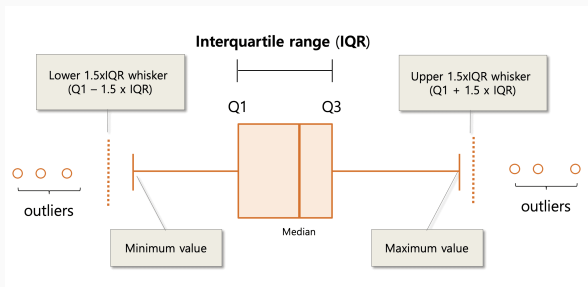 Interquartile range (IQR)
Lower 1.5xIQR whisker
(Q1 – 1.5 x IQR)
Upper 1.5xIQR whisker
(Q1 + 1.5 x IQR)
Q1
Q3
outliers
outliers
Median
Minimum value
Maximum value